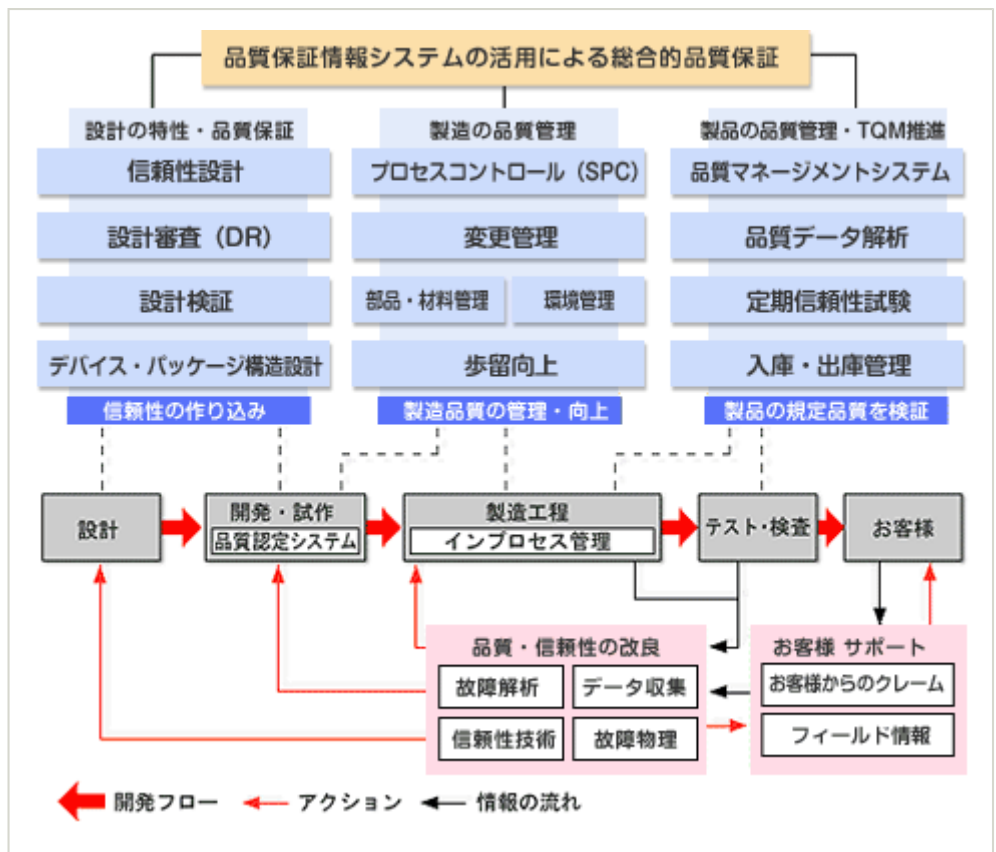 品質保証情報システムの活用による総合的品質保証
設計の特性・品質保証
信頼性設計
設計審査（DR）
設計検証
デバイス・パッケージ構造設計
信頼性の作り込み
製造の品質管理
プロセスコントロール（SPC）
変更管理
部品・材料管理
環境管理
歩留向上
製造品質の管理・向上
製品の品質管理・TQM推進
品質マネージメントシステム
品質データ解析
定期信頼性試験
入庫・出庫管理
製品の規定品質を検証
設計
開発・試作
品質認定システム
製造工程
インプロセス管理
テスト・検査
お客様
品質・信頼性の改良
故障解析
データ収集
信頼性技術
故障物理
お客様 サポート
お客様からのクレーム
フィールド情報
開発フロー
アクション
情報の流れ